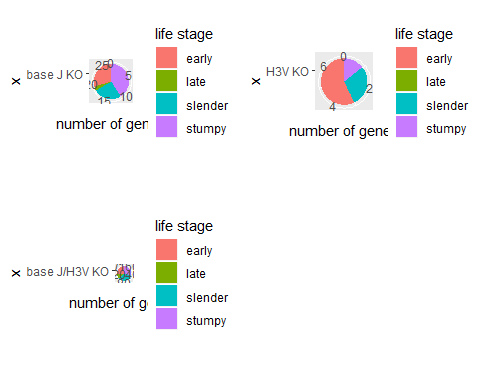 life stage
early
late
slender
stumpy
x
base J KO
0
5
10
15
20
25
number of gen
life stage
early
late
slender
stumpy
x
H3V KO
0
2
4
6
number of gene
life stage
early
late
slender
stumpy
x
base J/H3V KO
number of g